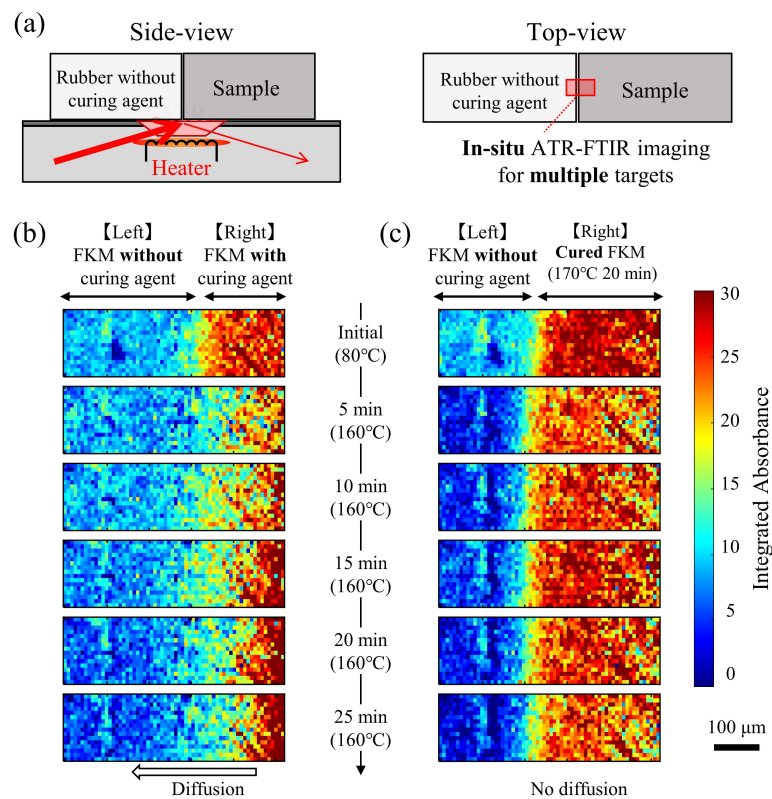 (a)
Side-view
Top-view
Rubber without
curing agent
Sample
Heater
Rubber without
curing agent
Sample
In-situ ATR-FTIR imaging
for multiple targets
(b)
【Left】
FKM without
curing agent
【Right】
FKM with
curing agent
(c)
【Left】
FKM without
curing agent
【Right】
Cured FKM
(170℃ 20 min)
Initial
(80℃)
5 min
(160℃)
10 min
(160℃)
15 min
(160℃)
20 min
(160℃)
25 min
(160℃)
30
25
20
15
10
5
0
Integrated Absorbance
100 μm
Diffusion
No diffusion